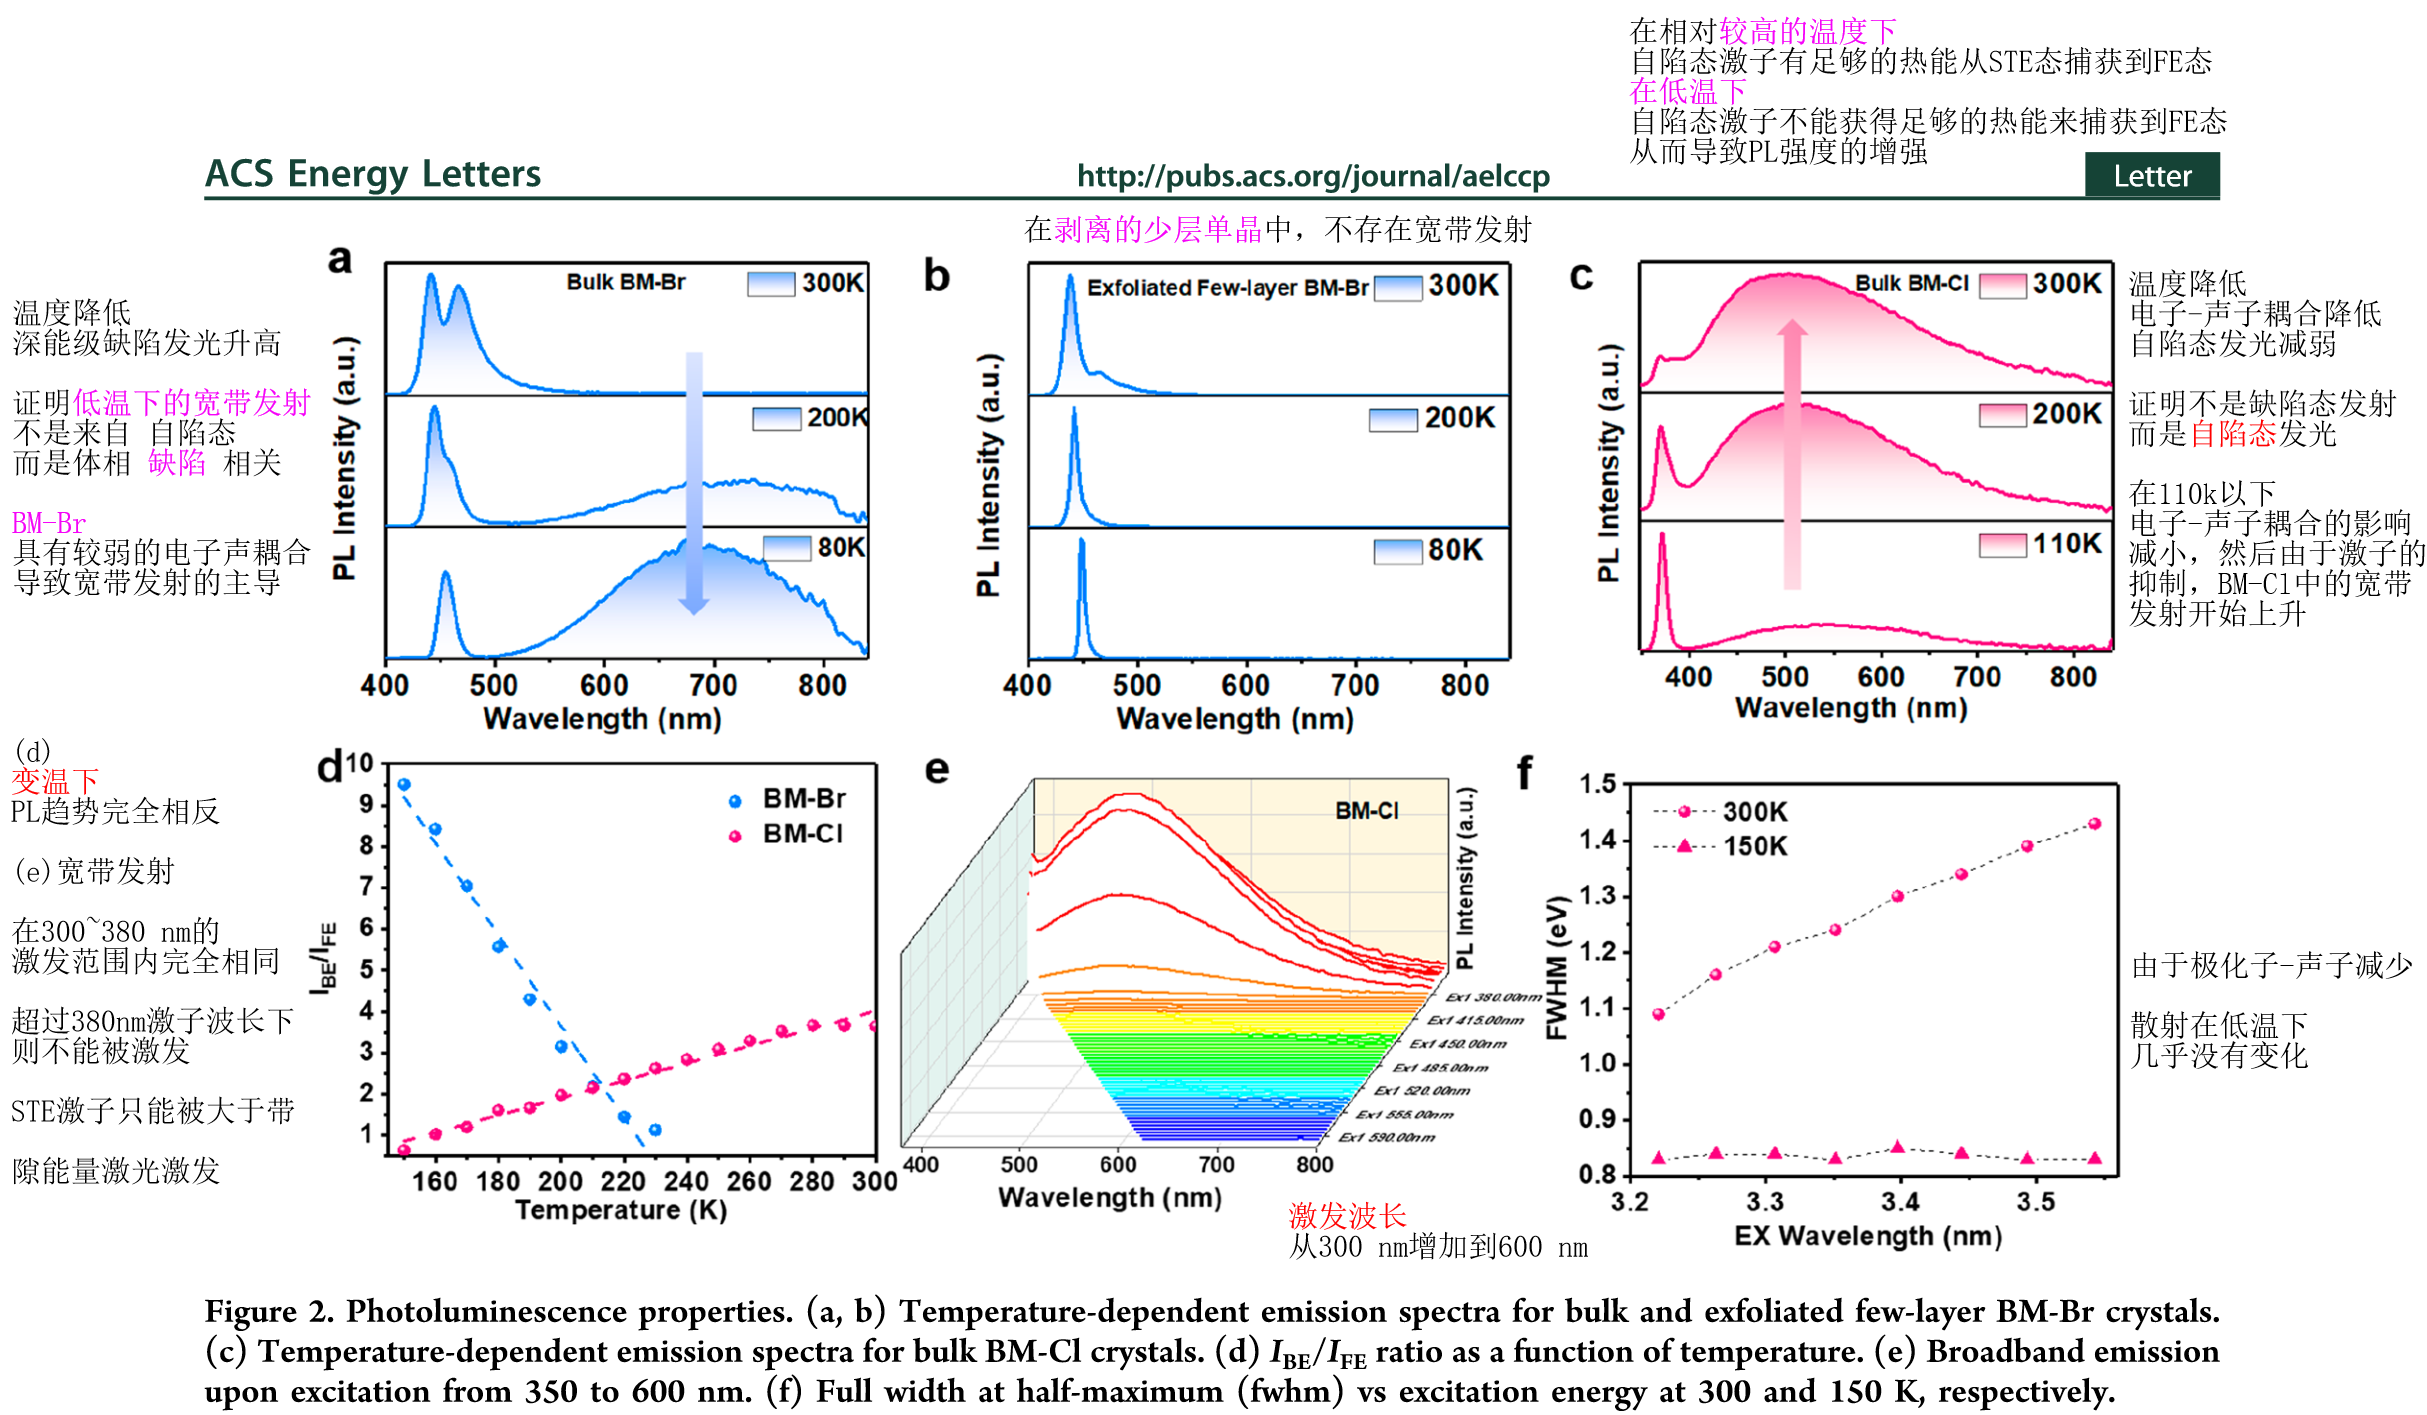 在相对较高的温度下
自陷态激子有足够的热能从STE态捕获到FE态
在低温下
自陷态激子不能获得足够的热能来捕获到FE态
从而导致PL强度的增强
ACS Energy Letters
http://pubs.acs.org/journal/aelccp
Letter
在剥离的少层单晶中，不存在宽带发射
温度降低
深能级缺陷发光升高
证明低温下的宽带发射
不是来自 自陷态
而是体相 缺陷 相关
BM-Br
具有较弱的电子声耦合
导致宽带发射的主导
a
Bulk BM-Br
300K
200K
80K
PL Intensity (a.u.)
400 500 600 700 800
Wavelength (nm)
b
Exfoliated Few-layer BM-Br
300K
200K
80K
PL Intensity (a.u.)
400 500 600 700 800
Wavelength (nm)
c
Bulk BM-Cl
300K
200K
110K
PL Intensity (a.u.)
400 500 600 700 800
Wavelength (nm)
温度降低
电子-声子耦合降低
自陷态发光减弱
证明不是缺陷态发射
而是自陷态发光
在110k以下
电子-声子耦合的影响
减小，然后由于激子的
抑制，BM-Cl中的宽带
发射开始上升
(d)
变温下
PL趋势完全相反
(e)宽带发射
在300~380 nm的
激发范围内完全相同
超过380nm激子波长下
则不能被激发
STE激子只能被大于带
隙能量激光激发
d
BM-Br
BM-Cl
10
9
8
7
6
5
4
3
2
1
I_BE/I_FE
160 180 200 220 240 260 280 300
Temperature (K)
e
BM-Cl
PL Intensity (a.u.)
Ex1 380.00nm
Ex1 415.00nm
Ex1 450.00nm
Ex1 485.00nm
Ex1 520.00nm
Ex1 555.00nm
Ex1 590.00nm
400 500 600 700 800
Wavelength (nm)
激发波长
从300 nm增加到600 nm
f
300K
150K
1.5
1.4
1.3
1.2
1.1
1.0
0.9
0.8
FWHM (eV)
3.2 3.3 3.4 3.5
EX Wavelength (nm)
由于极化子-声子减少
散射在低温下
几乎没有变化
Figure 2. Photoluminescence properties. (a, b) Temperature-dependent emission spectra for bulk and exfoliated few-layer BM-Br crystals.
(c) Temperature-dependent emission spectra for bulk BM-Cl crystals. (d) I_BE/I_FE ratio as a function of temperature. (e) Broadband emission
upon excitation from 350 to 600 nm. (f) Full width at half-maximum (fwhm) vs excitation energy at 300 and 150 K, respectively.